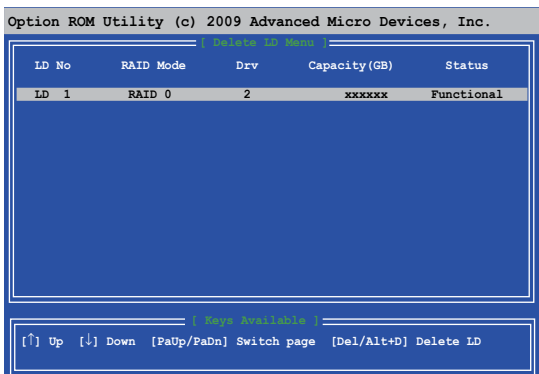 Option ROM Utility (c) 2009 Advanced Micro Devices, Inc.
[ Delete LD Menu ]
LD No RAID Mode Drv Capacity(GB) Status
LD 1 RAID 0 2 xxxxxx Functional
[ Keys Available ]
[↑] Up [↓] Down [PaUp/PaDn] Switch page [Del/Alt+D] Delete LD